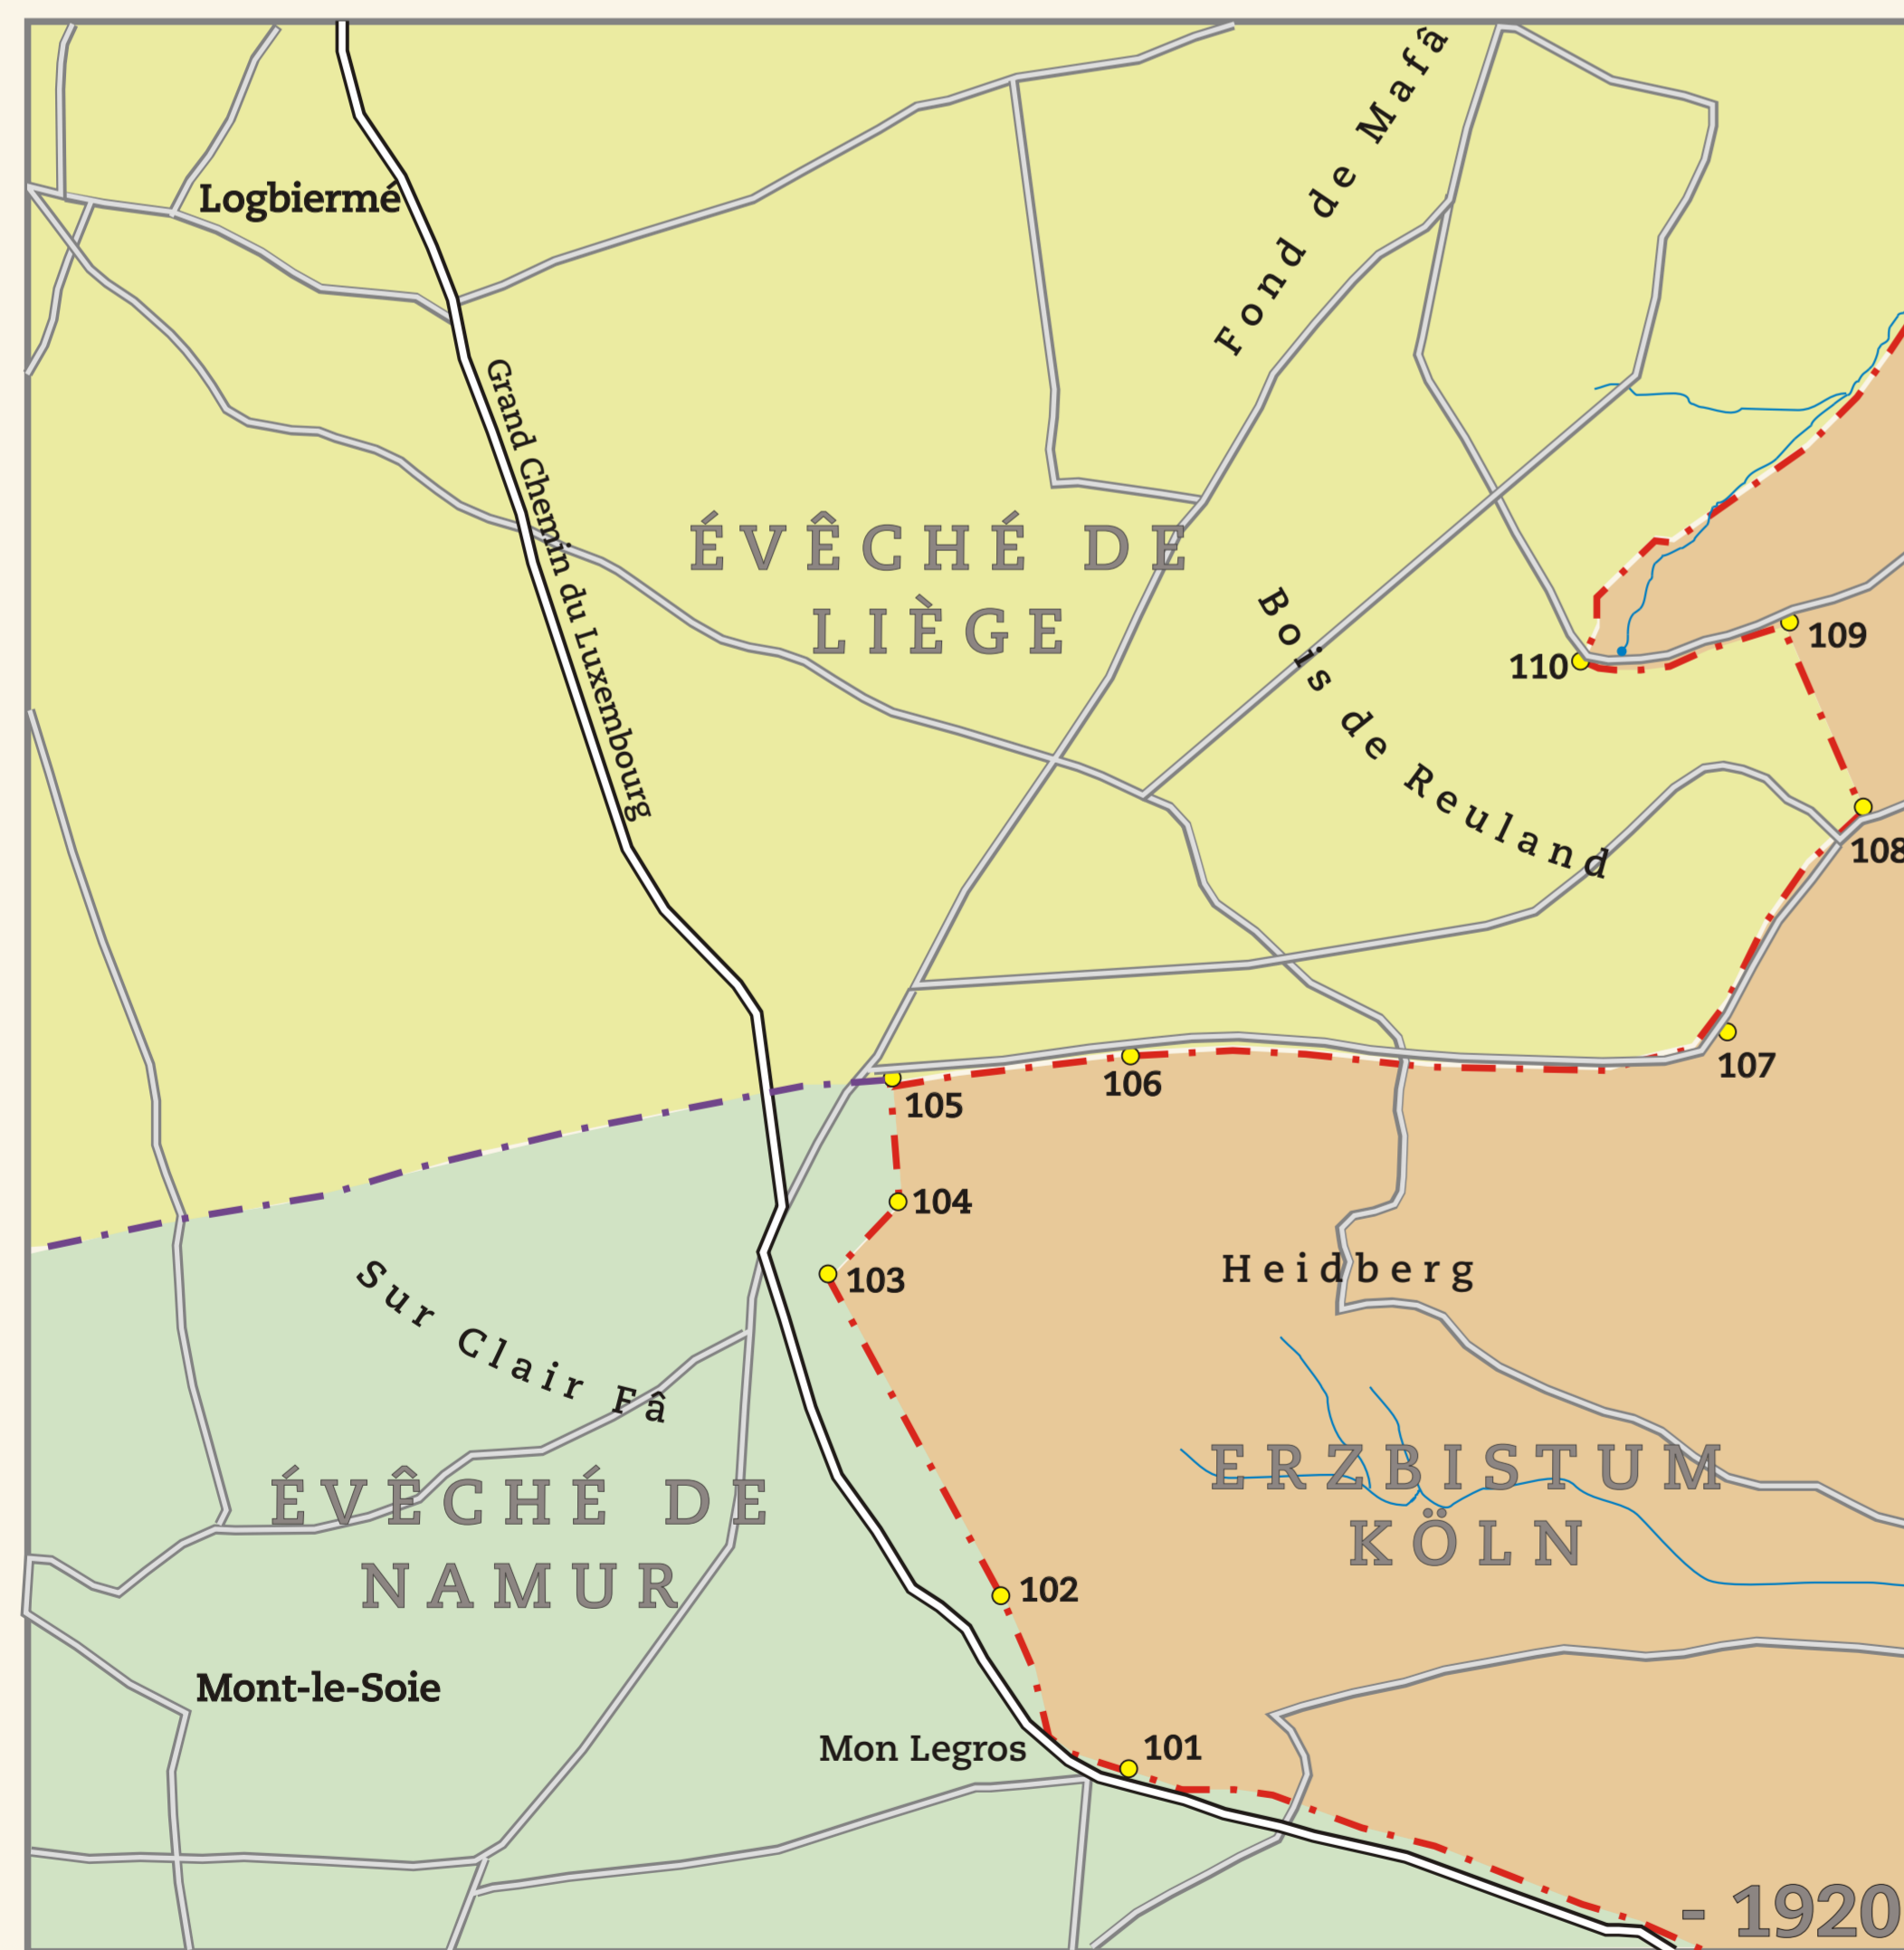 Fond de Mafâ
Logbiermé
Grand Chemin du Luxembourg
ÉVÊCHÉ DE
LIÈGE
Bois de Reuland
109
110
108
107
106
105
104
103
Heidberg
Sur Clair Fâ
ERZBISTUM
KÖLN
ÉVÊCHÉ DE
NAMUR
102
Mont-le-Soie
Mon Legros
101
- 1920